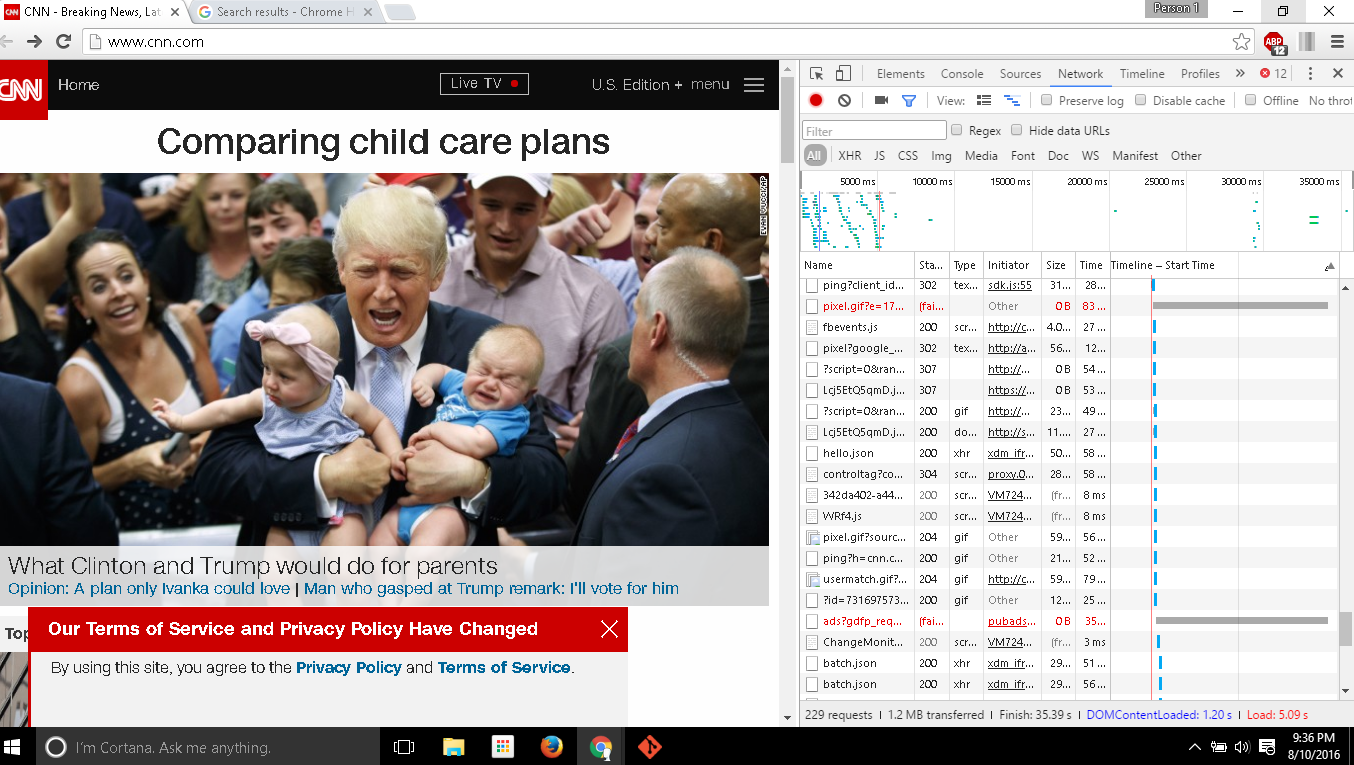 CNN - Breaking News, Lat
Search results - Chrome H
Person 1
www.cnn.com
ABP
12
CNN
Home
Live TV
U.S. Edition +
menu
Comparing child care plans
EVAN VUCCI/AP
What Clinton and Trump would do for parents
Opinion: A plan only Ivanka could love | Man who gasped at Trump remark: I'll vote for him
Top
Our Terms of Service and Privacy Policy Have Changed
By using this site, you agree to the Privacy Policy and Terms of Service.
Elements Console Sources Network Timeline Profiles » 12
View: Preserve log Disable cache Offline No thrott
Filter Regex Hide data URLs
All XHR JS CSS Img Media Font Doc WS Manifest Other
5000 ms 10000 ms 15000 ms 20000 ms 25000 ms 30000 ms 35000 ms
Name Sta... Type Initiator Size Time Timeline – Start Time
ping?client_id... 302 tex... sdk.js:55 31... 28...
pixel.gif?e=17... (fai... Other 0 B 83 ...
fbevents.js 200 scr... http://c... 4.0... 27 ...
pixel?google_... 302 tex... http://a... 56... 12...
?script=0&ran... 307 http://... 0 B 54 ...
Lcj5EtQ5qmD.j... 307 https:/... 0 B 53 ...
?script=0&ran... 200 gif http://... 23... 49 ...
Lcj5EtQ5qmD.j... 200 do... http://s... 11.... 27 ...
hello.json 200 xhr xdm_ifr... 50... 58 ...
controltag?co... 304 scr... proxy.0... 28... 58 ...
342da402-a44... 200 scr... VM724... (fr... 8 ms
WRf4.js 200 scr... VM724... (fr... 8 ms
pixel.gif?sourc... 204 gif Other 59... 56 ...
ping?h=cnn.c... 200 gif Other 21... 52 ...
usermatch.gif?... 204 gif http://c... 59... 79 ...
?id=731697573... 200 gif Other 12... 25 ...
ads?gdfp_req... (fai... pubads... 0 B 35...
ChangeMonit... 200 scr... VM724... (fr... 3 ms
batch.json 200 xhr xdm_ifr... 29... 51 ...
batch.json 200 xhr xdm_ifr... 29... 56 ...
229 requests | 1.2 MB transferred | Finish: 35.39 s | DOMContentLoaded: 1.20 s | Load: 5.09 s
I'm Cortana. Ask me anything.
9:36 PM
8/10/2016